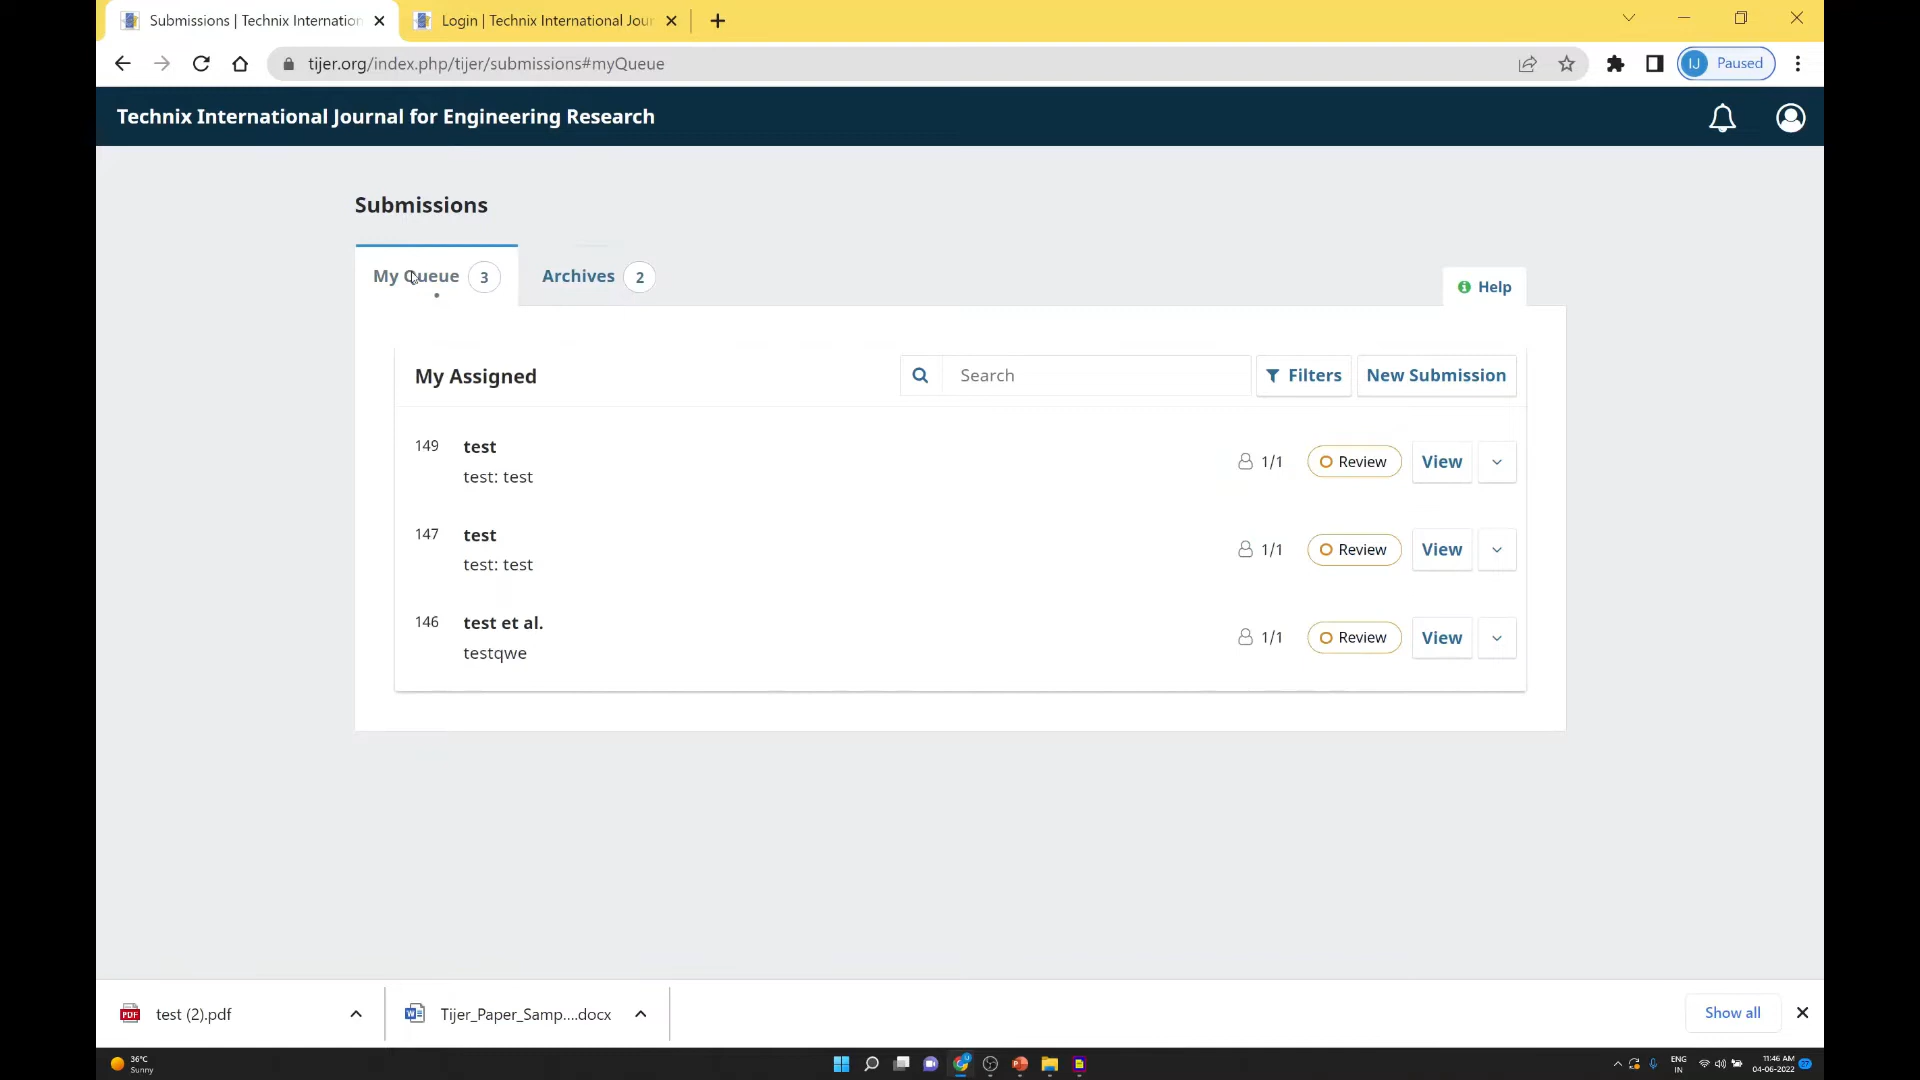 Submissions | Technix Internation
Login | Technix International Jour
tijer.org/index.php/tijer/submissions#myQueue
IJ Paused
Technix International Journal for Engineering Research
Submissions
My Queue 3
Archives 2
Help
My Assigned
Search
Filters
New Submission
149 test 1/1 Review View
test: test
147 test 1/1 Review View
test: test
146 test et al. 1/1 Review View
testqwe
PDF test (2).pdf
Tijer_Paper_Samp....docx
Show all
36°C
Sunny
ENG
IN
11:46 AM
04-06-2022